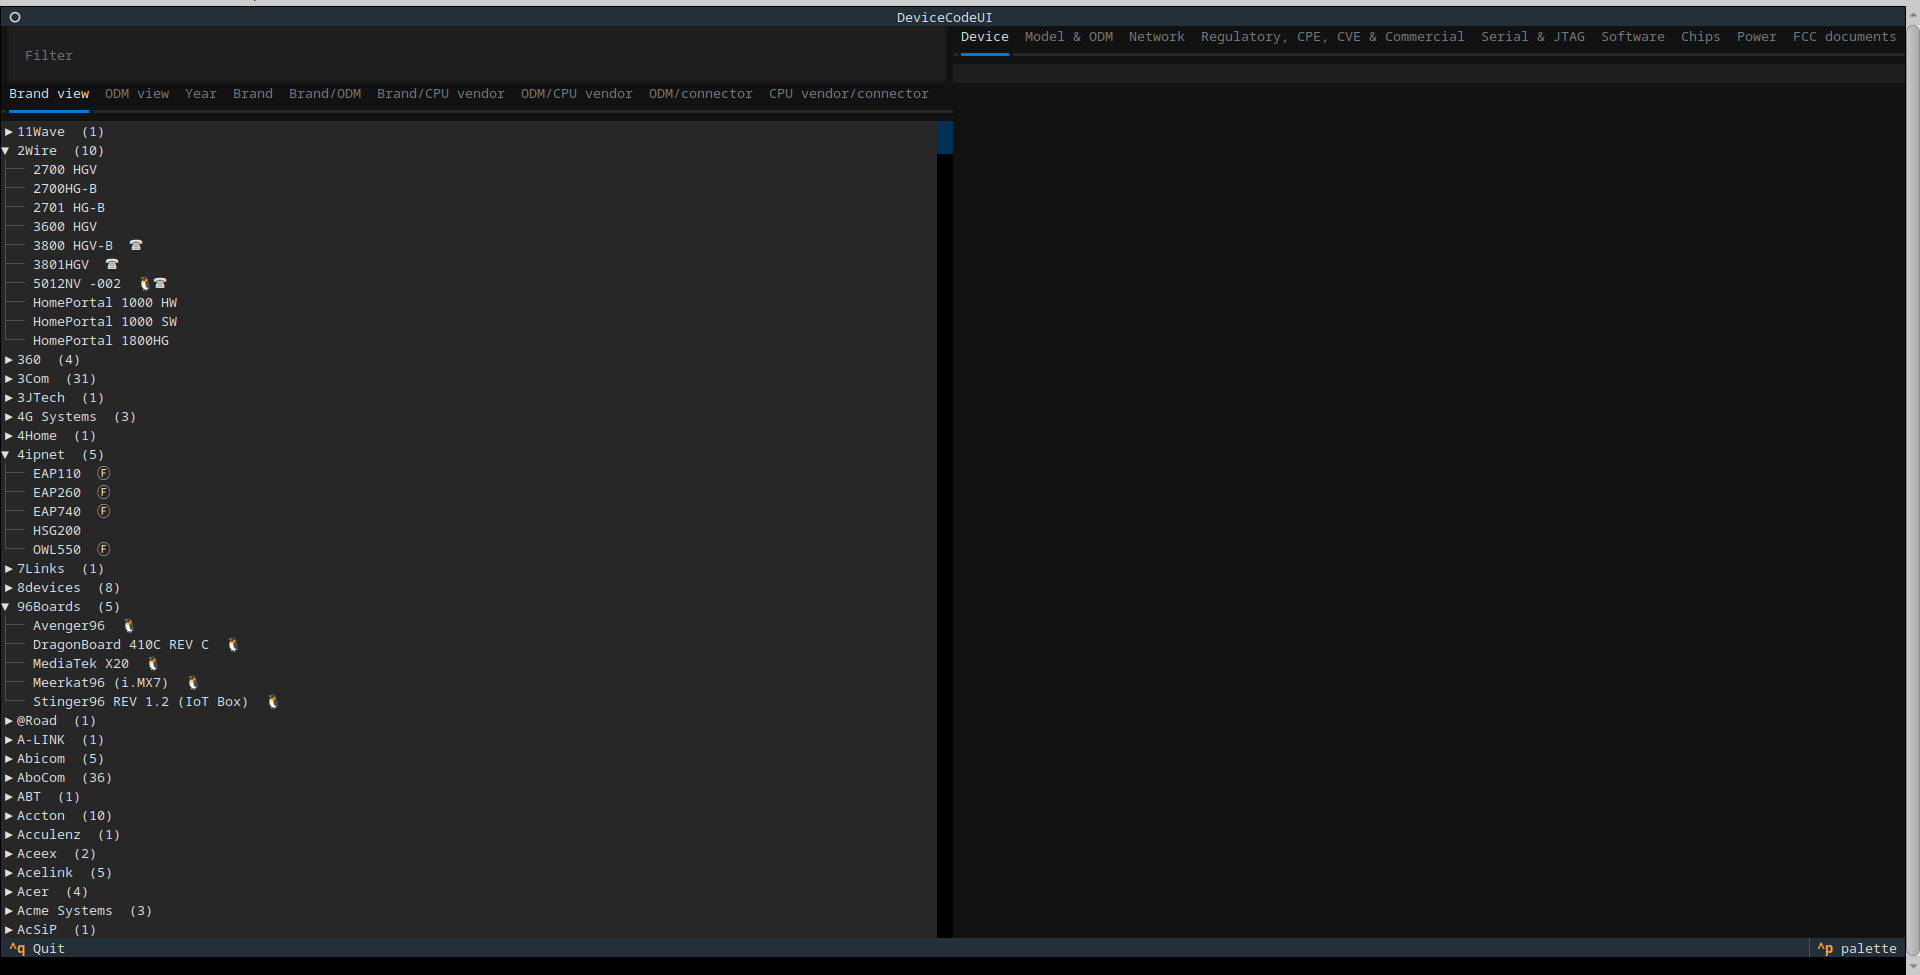 DeviceCodeUI
Filter
Brand view ODM view Year Brand Brand/ODM Brand/CPU vendor ODM/CPU vendor ODM/connector CPU vendor/connector
▶ 11Wave (1)
▼ 2Wire (10)
2700 HGV
2700HG-B
2701 HG-B
3600 HGV
3800 HGV-B ☎
3801HGV ☎
5012NV -002 🐧☎
HomePortal 1000 HW
HomePortal 1000 SW
HomePortal 1800HG
▶ 360 (4)
▶ 3Com (31)
▶ 3JTech (1)
▶ 4G Systems (3)
▶ 4Home (1)
▼ 4ipnet (5)
EAP110 Ⓕ
EAP260 Ⓕ
EAP740 Ⓕ
HSG200
OWL550 Ⓕ
▶ 7Links (1)
▶ 8devices (8)
▼ 96Boards (5)
Avenger96 🐧
DragonBoard 410C REV C 🐧
MediaTek X20 🐧
Meerkat96 (i.MX7) 🐧
Stinger96 REV 1.2 (IoT Box) 🐧
▶ @Road (1)
▶ A-LINK (1)
▶ Abicom (5)
▶ AboCom (36)
▶ ABT (1)
▶ Accton (10)
▶ Acculenz (1)
▶ Aceex (2)
▶ Acelink (5)
▶ Acer (4)
▶ Acme Systems (3)
▶ AcSiP (1)
Device Model & ODM Network Regulatory, CPE, CVE & Commercial Serial & JTAG Software Chips Power FCC documents
^q Quit
^p palette